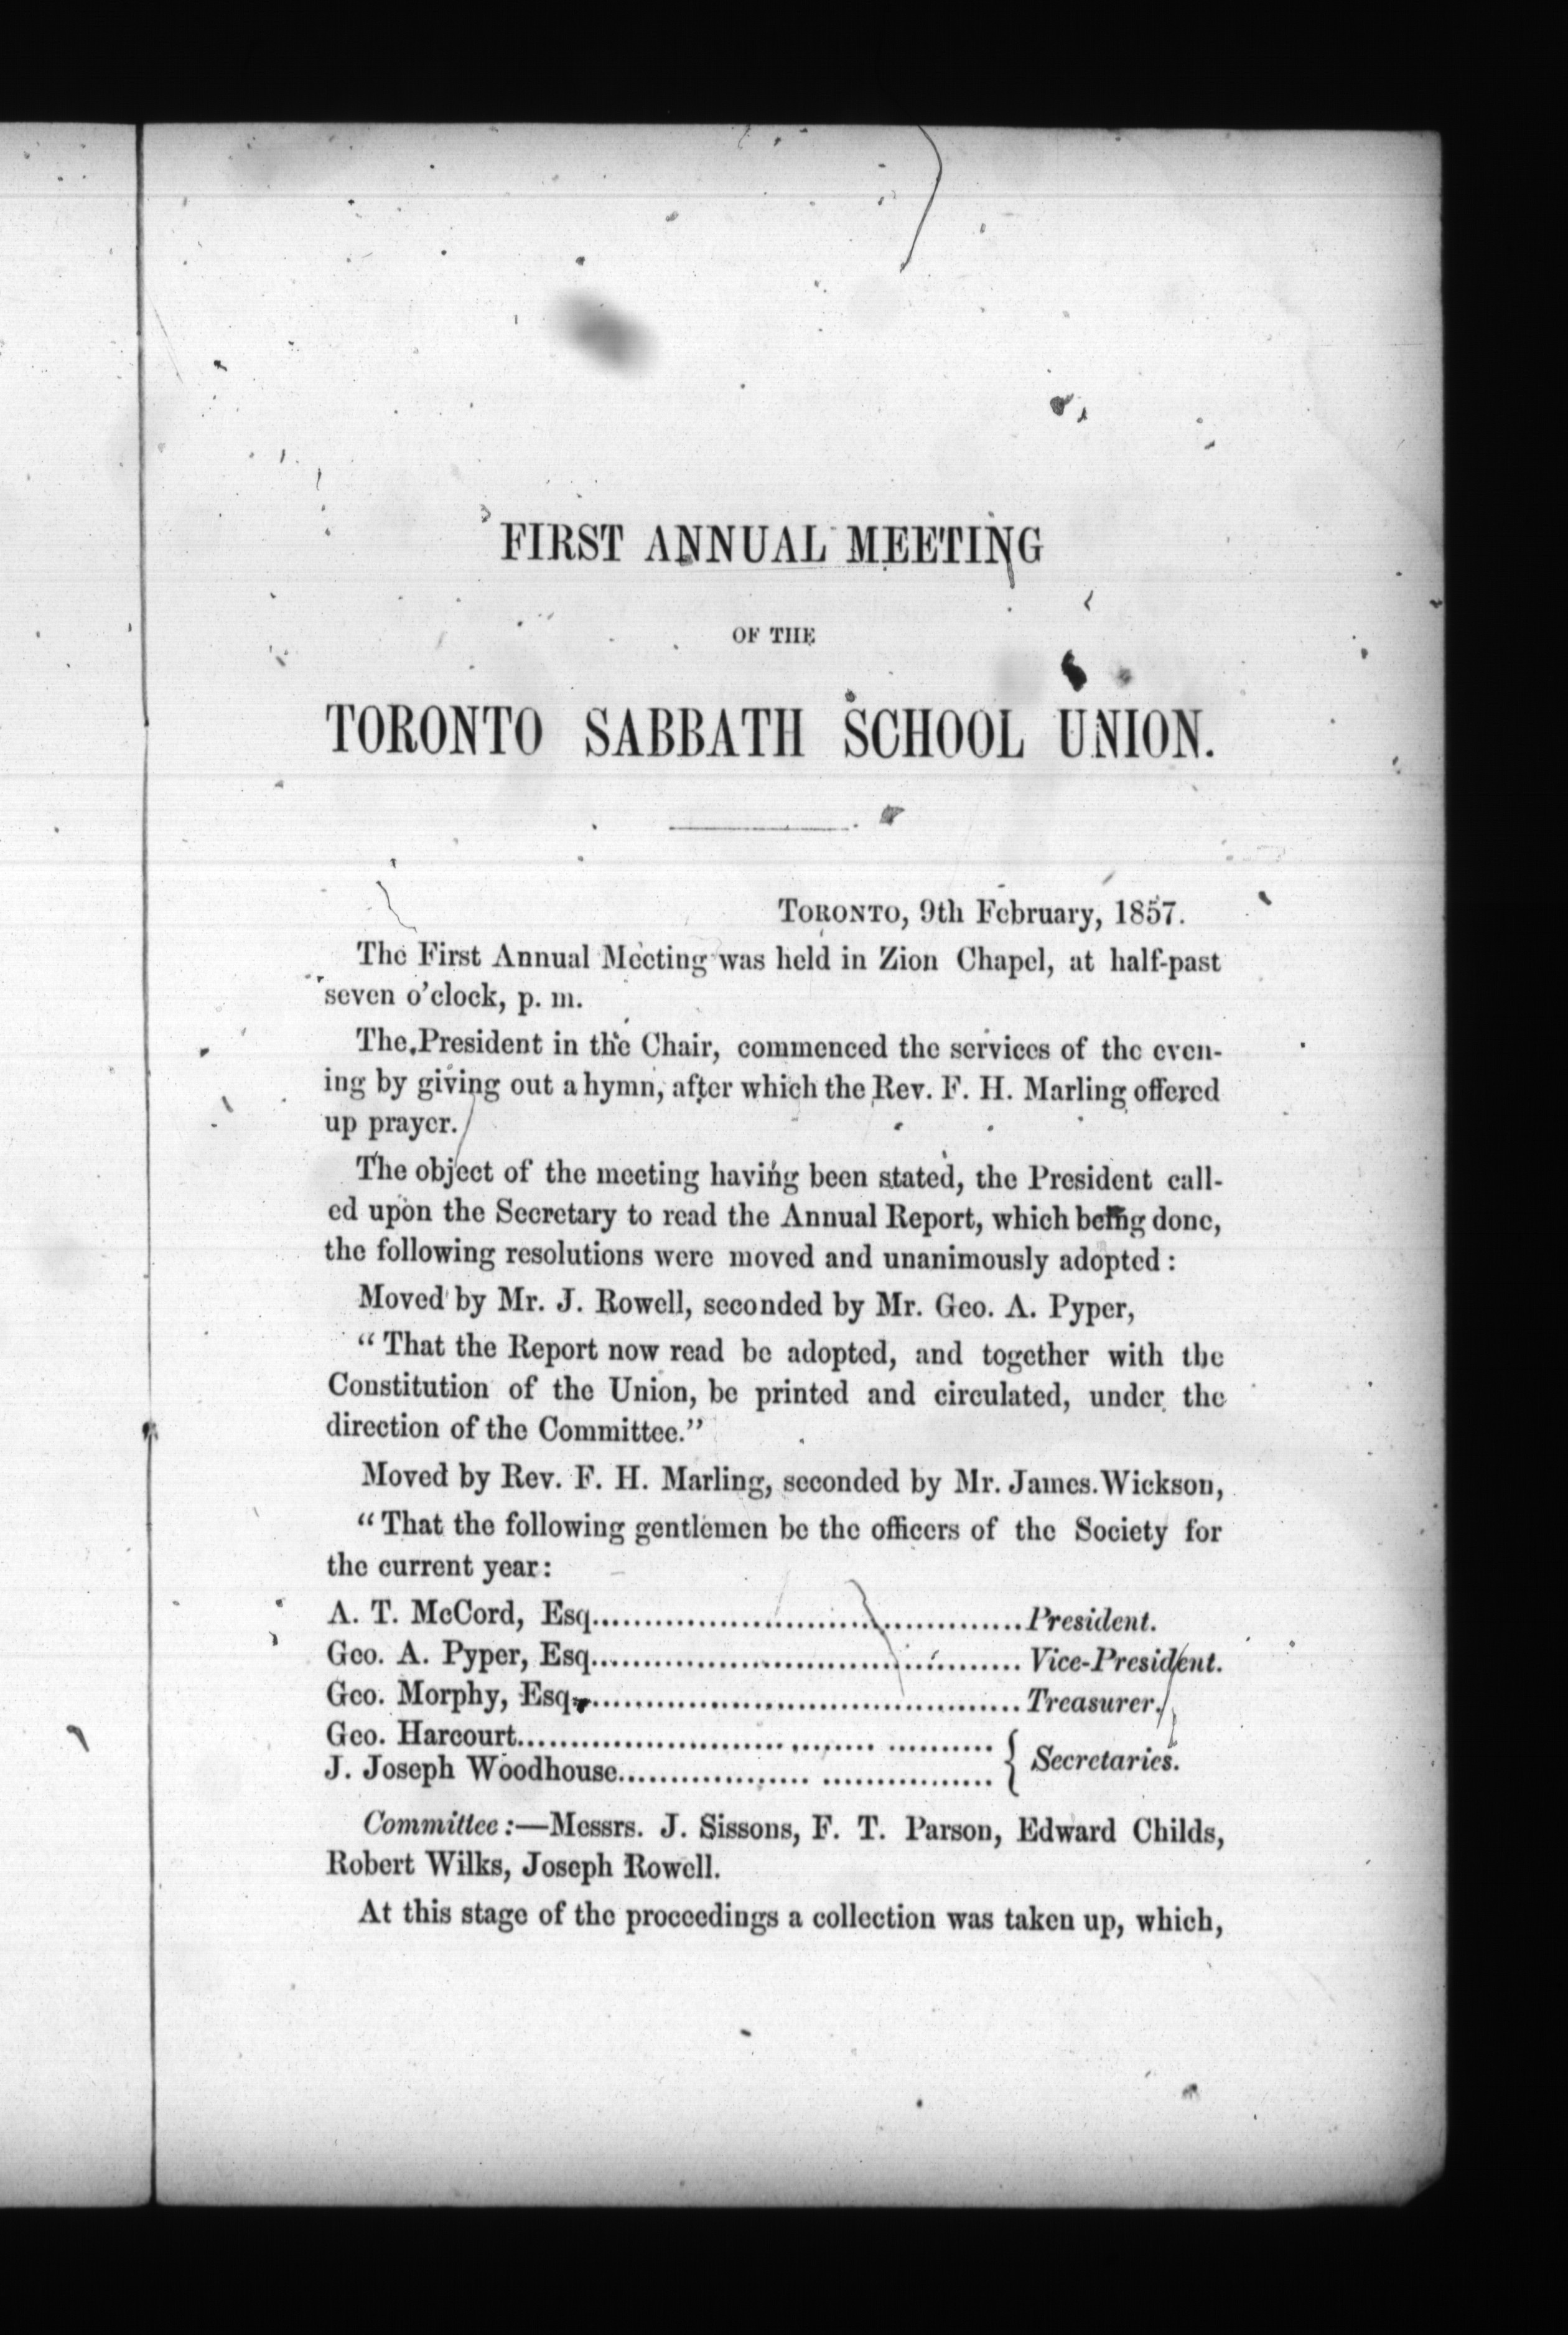 FIRST ANNUAL MEETING
OF THE
TORONTO SABBATH SCHOOL UNION.
TORONTO, 9th February, 1857.
The First Annual Meeting was held in Zion Chapel, at half-past
seven o'clock, p. m.
The President in the Chair, commenced the services of the even-
ing by giving out a hymn, after which the Rev. F. H. Marling offered
up prayer.
The object of the meeting having been stated, the President call-
ed upon the Secretary to read the Annual Report, which being done,
the following resolutions were moved and unanimously adopted:
Moved by Mr. J. Rowell, seconded by Mr. Geo. A. Pyper,
“That the Report now read be adopted, and together with the
Constitution of the Union, be printed and circulated, under the
direction of the Committee.”
Moved by Rev. F. H. Marling, seconded by Mr. James Wickson,
“That the following gentlemen be the officers of the Society for
the current year:
A. T. McCord, Esq..........................................President.
Geo. A. Pyper, Esq..........................................Vice-President.
Geo. Morphy, Esq..........................................Treasurer.
Geo. Harcourt..........................................
J. Joseph Woodhouse.......................................... { Secretaries.
Committee:—Messrs. J. Sissons, F. T. Parson, Edward Childs,
Robert Wilks, Joseph Rowell.
At this stage of the proceedings a collection was taken up, which,